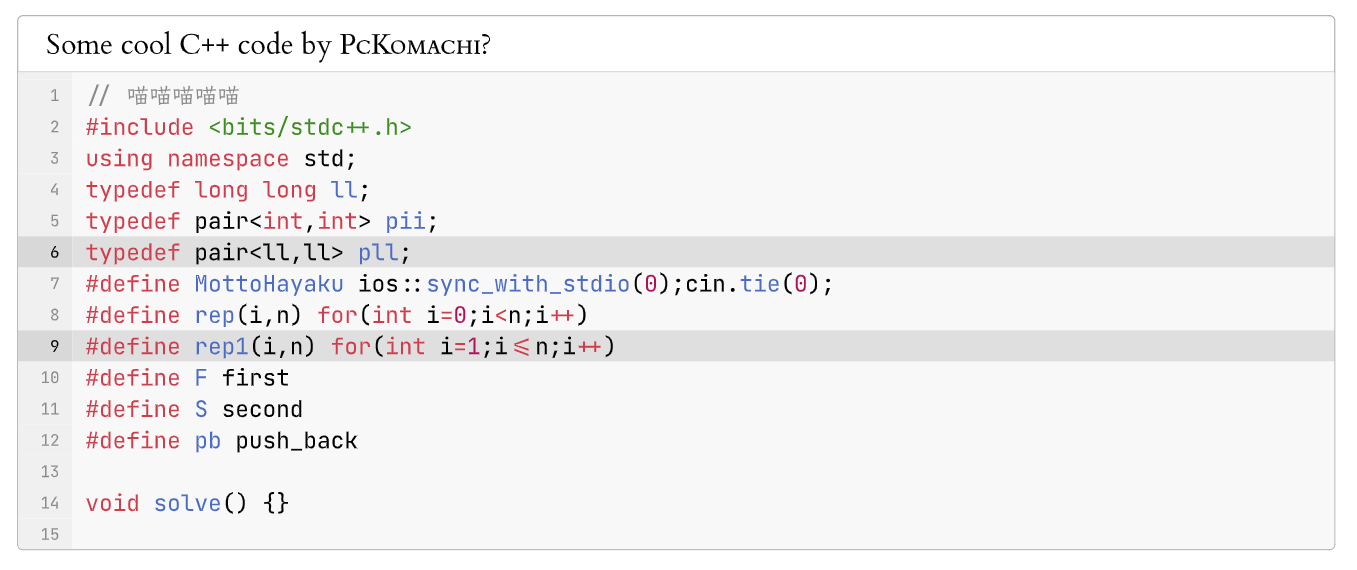 Some cool C++ code by PcKomachi?
1 // 喵喵喵喵喵
2 #include <bits/stdc++.h>
3 using namespace std;
4 typedef long long ll;
5 typedef pair<int,int> pii;
6 typedef pair<ll,ll> pll;
7 #define MottoHayaku ios::sync_with_stdio(0);cin.tie(0);
8 #define rep(i,n) for(int i=0;i<n;i++)
9 #define rep1(i,n) for(int i=1;i<=n;i++)
10 #define F first
11 #define S second
12 #define pb push_back
13
14 void solve() {}
15